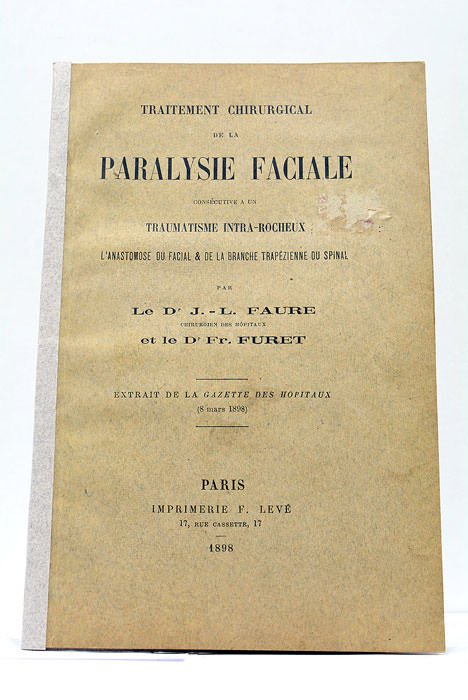 TRAITEMENT CHIRURGICAL
DE LA
PARALYSIE FACIALE
CONSÉCUTIVE A UN
TRAUMATISME INTRA-ROCHEUX
L'ANASTOMOSE DU FACIAL & DE LA BRANCHE TRAPÉZIENNE DU SPINAL
PAR
Le Dr J.-L. FAURE
CHIRURGIEN DES HÔPITAUX
et le Dr Fr. FURET
EXTRAIT DE LA GAZETTE DES HOPITAUX
(8 mars 1898)
PARIS
IMPRIMERIE F. LEVÉ
17, RUE CASSETTE, 17
1898